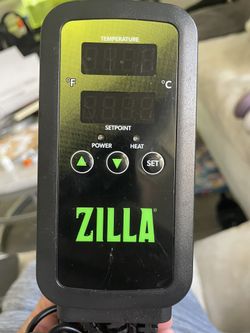 TEMPERATURE
°F °C
SETPOINT
POWER HEAT
SET
ZILLA®